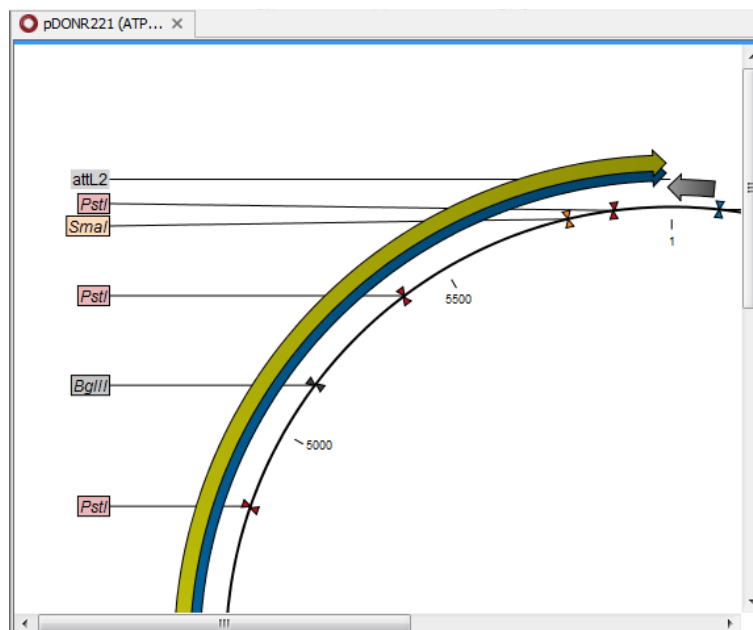 pDONR221 (ATP...
attL2
PstI
SmaI
PstI
5500
1
BglII
5000
PstI